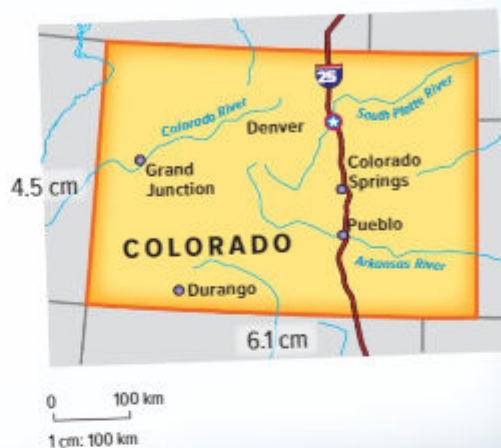 25
Colorado River
South Platte River
Denver
Grand
Junction
Colorado
Springs
4.5 cm
Pueblo
COLORADO
Arkansas River
Durango
6.1 cm
0 100 km
1 cm: 100 km